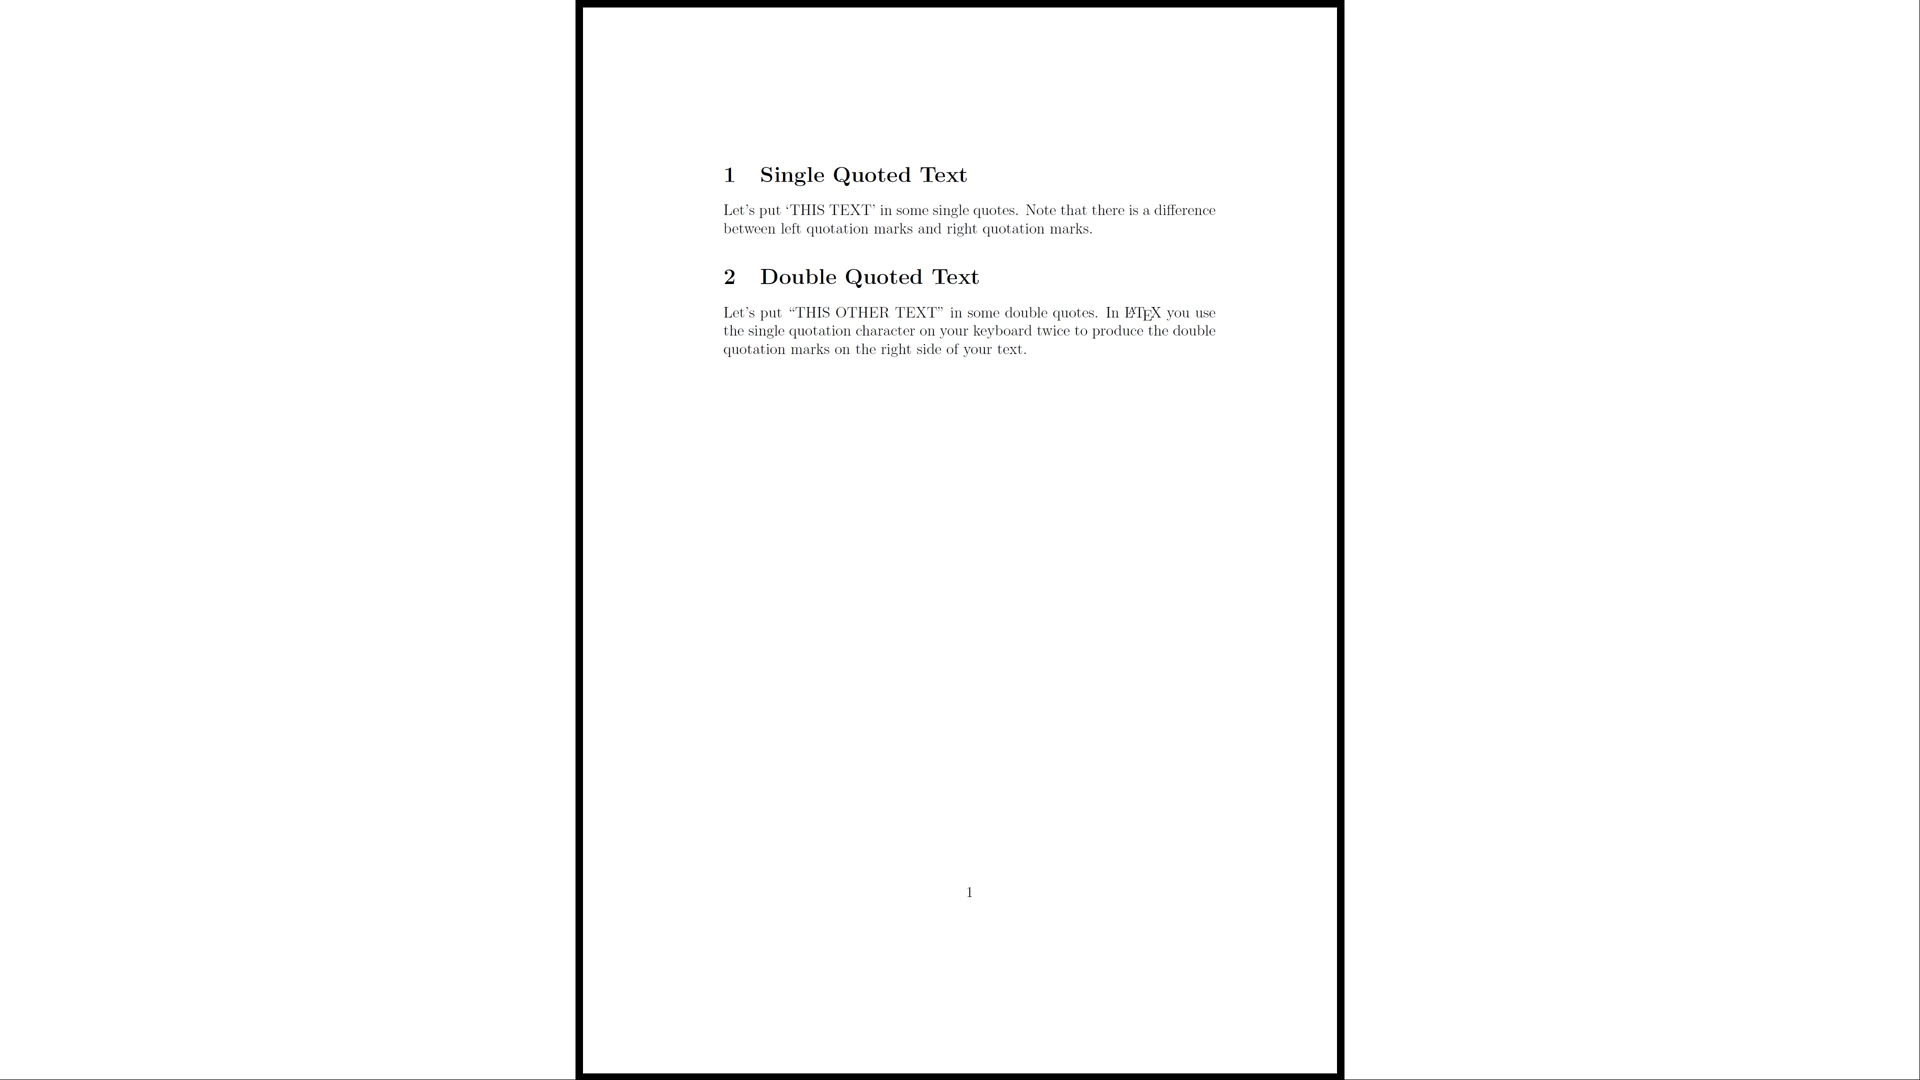 1 Single Quoted Text
Let’s put ‘THIS TEXT’ in some single quotes. Note that there is a difference
between left quotation marks and right quotation marks.
2 Double Quoted Text
Let’s put “THIS OTHER TEXT” in some double quotes. In LATEX you use
the single quotation character on your keyboard twice to produce the double
quotation marks on the right side of your text.
1